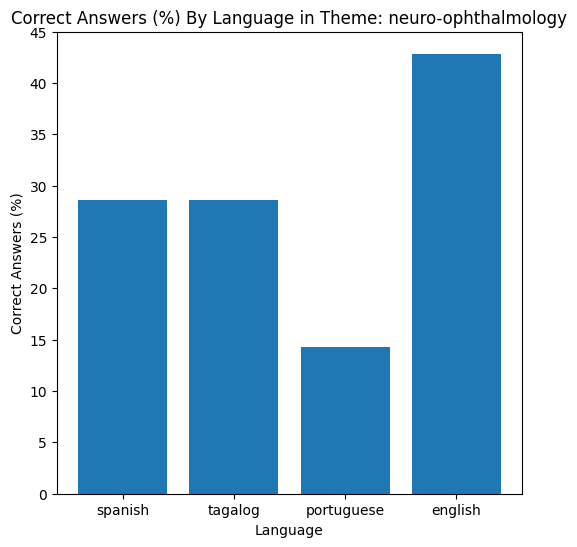 Correct Answers (%) By Language in Theme: neuro-ophthalmology
45
40
35
30
25
20
15
10
5
0
Correct Answers (%)
spanish tagalog portuguese english
Language